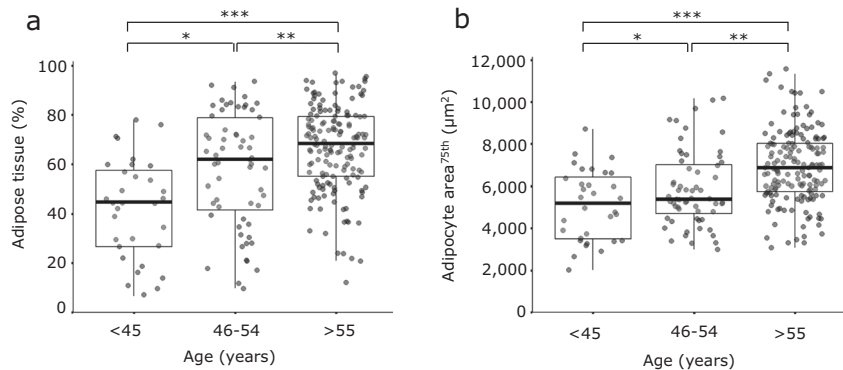 a
***
* **
Adipose tissue (%)
100
80
60
40
20
0
<45 46-54 >55
Age (years)
b
***
* **
Adipocyte area75th (µm²)
12,000
10,000
8,000
6,000
4,000
2,000
0
<45 46-54 >55
Age (years)